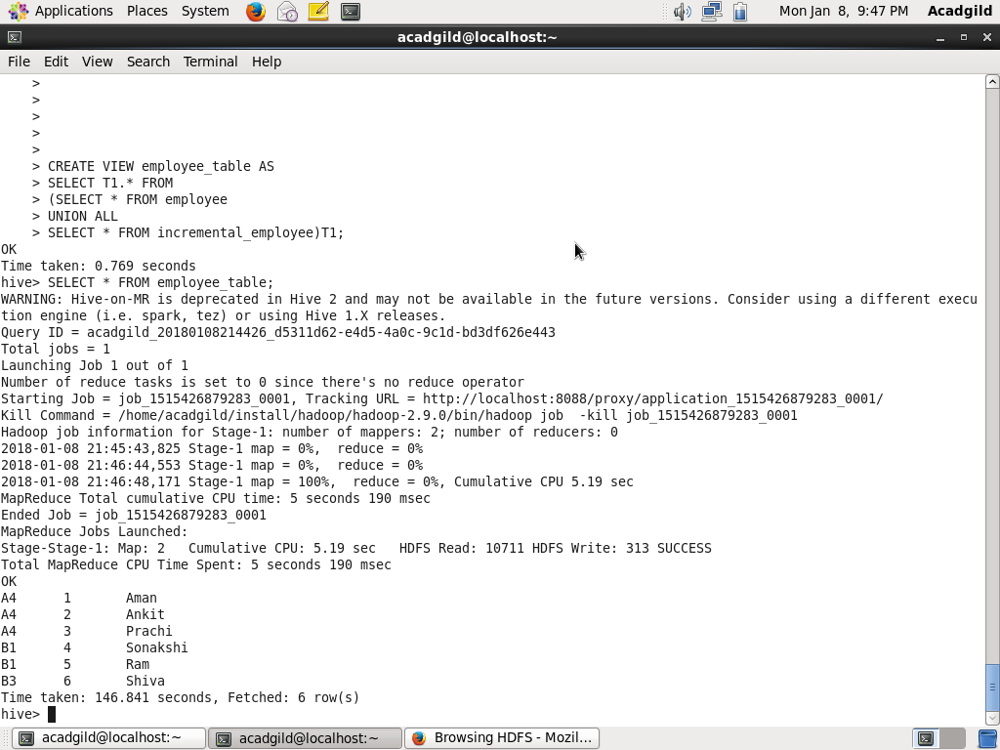 Applications Places System Mon Jan 8, 9:47 PM Acadgild
acadgild@localhost:~
File Edit View Search Terminal Help
>
>
>
>
>
> CREATE VIEW employee_table AS
> SELECT T1.* FROM
> (SELECT * FROM employee
> UNION ALL
> SELECT * FROM incremental_employee)T1;
OK
Time taken: 0.769 seconds
hive> SELECT * FROM employee_table;
WARNING: Hive-on-MR is deprecated in Hive 2 and may not be available in the future versions. Consider using a different execu
tion engine (i.e. spark, tez) or using Hive 1.X releases.
Query ID = acadgild_20180108214426_d5311d62-e4d5-4a0c-9c1d-bd3df626e443
Total jobs = 1
Launching Job 1 out of 1
Number of reduce tasks is set to 0 since there's no reduce operator
Starting Job = job_1515426879283_0001, Tracking URL = http://localhost:8088/proxy/application_1515426879283_0001/
Kill Command = /home/acadgild/install/hadoop/hadoop-2.9.0/bin/hadoop job  -kill job_1515426879283_0001
Hadoop job information for Stage-1: number of mappers: 2; number of reducers: 0
2018-01-08 21:45:43,825 Stage-1 map = 0%,  reduce = 0%
2018-01-08 21:46:44,553 Stage-1 map = 0%,  reduce = 0%
2018-01-08 21:46:48,171 Stage-1 map = 100%,  reduce = 0%, Cumulative CPU 5.19 sec
MapReduce Total cumulative CPU time: 5 seconds 190 msec
Ended Job = job_1515426879283_0001
MapReduce Jobs Launched:
Stage-Stage-1: Map: 2   Cumulative CPU: 5.19 sec   HDFS Read: 10711 HDFS Write: 313 SUCCESS
Total MapReduce CPU Time Spent: 5 seconds 190 msec
OK
A4 1 Aman
A4 2 Ankit
A4 3 Prachi
B1 4 Sonakshi
B1 5 Ram
B3 6 Shiva
Time taken: 146.841 seconds, Fetched: 6 row(s)
hive>
acadgild@localhost:~ acadgild@localhost:~ Browsing HDFS - Mozil...